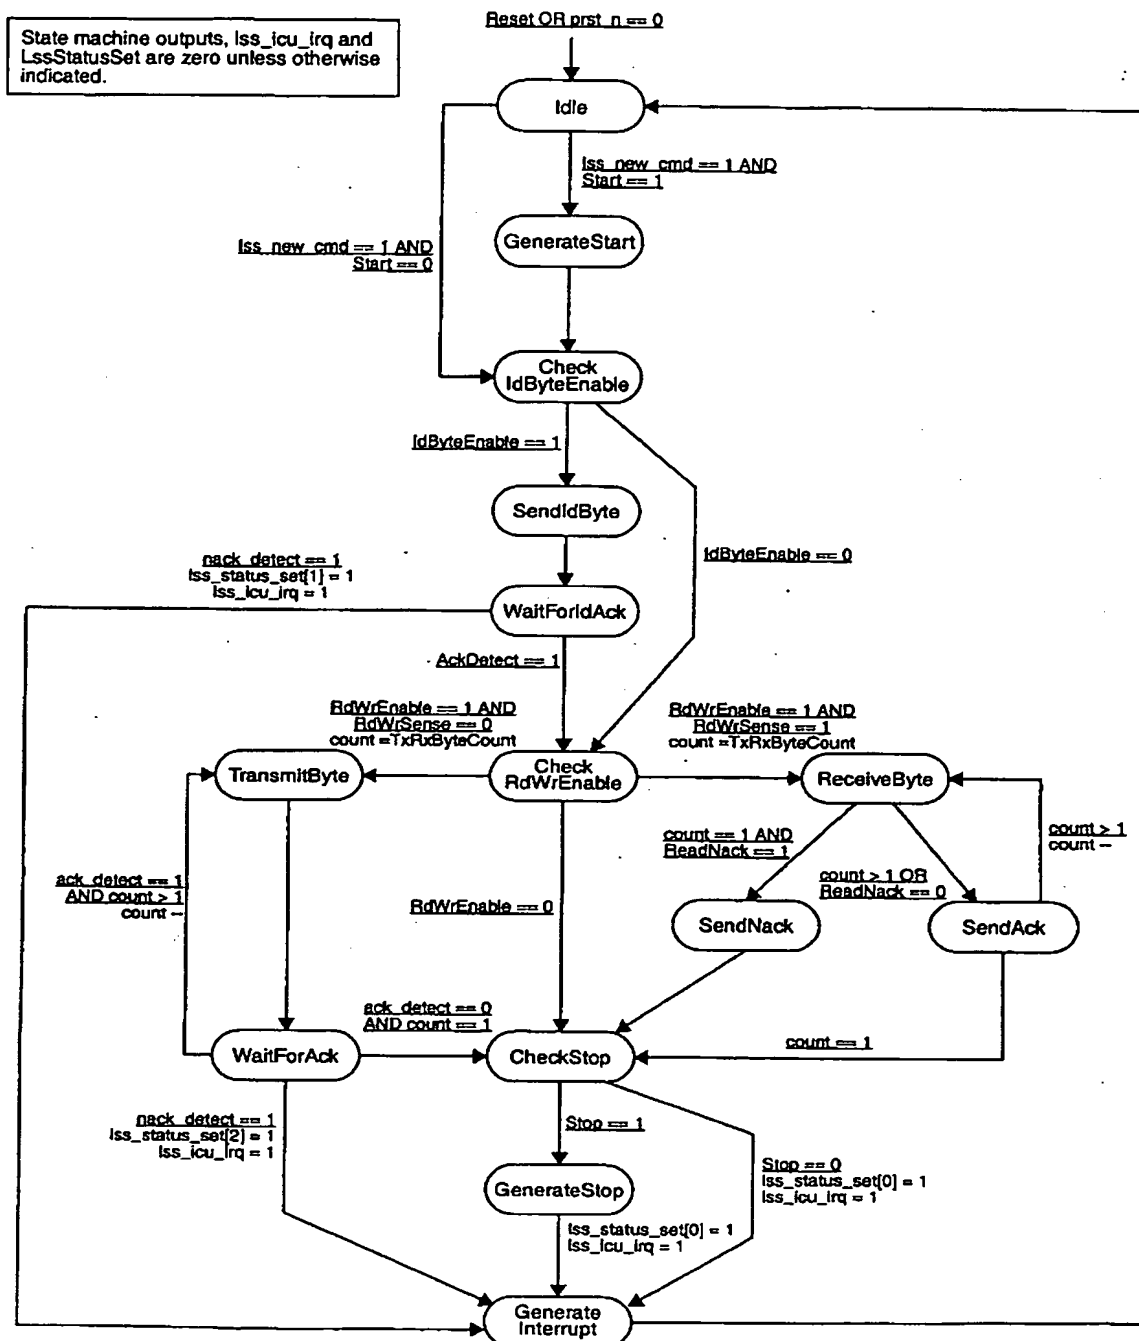 Reset OR prst_n == 0
State machine outputs, lss_icu_irq and
LssStatusSet are zero unless otherwise
indicated.
Idle
lss_new_cmd == 1 AND
Start == 1
GenerateStart
lss_new_cmd == 1 AND
Start == 0
Check
IdByteEnable
IdByteEnable == 1
SendIdByte
IdByteEnable == 0
nack_detect == 1
lss_status_set[1] = 1
lss_icu_irq = 1
WaitForIdAck
AckDetect == 1
RdWrEnable == 1 AND
RdWrSense == 0
count =TxRxByteCount
RdWrEnable == 1 AND
RdWrSense == 1
count =TxRxByteCount
TransmitByte
Check
RdWrEnable
ReceiveByte
count == 1 AND
ReadNack == 1
count > 1
count --
ack_detect == 1
AND count > 1
count --
count > 1 OR
ReadNack == 0
RdWrEnable == 0
SendNack
SendAck
ack_detect == 0
AND count == 1
WaitForAck
CheckStop
count == 1
nack_detect == 1
lss_status_set[2] = 1
lss_icu_irq = 1
Stop == 1
Stop == 0
lss_status_set[0] = 1
lss_icu_irq = 1
GenerateStop
lss_status_set[0] = 1
lss_icu_irq = 1
Generate
Interrupt